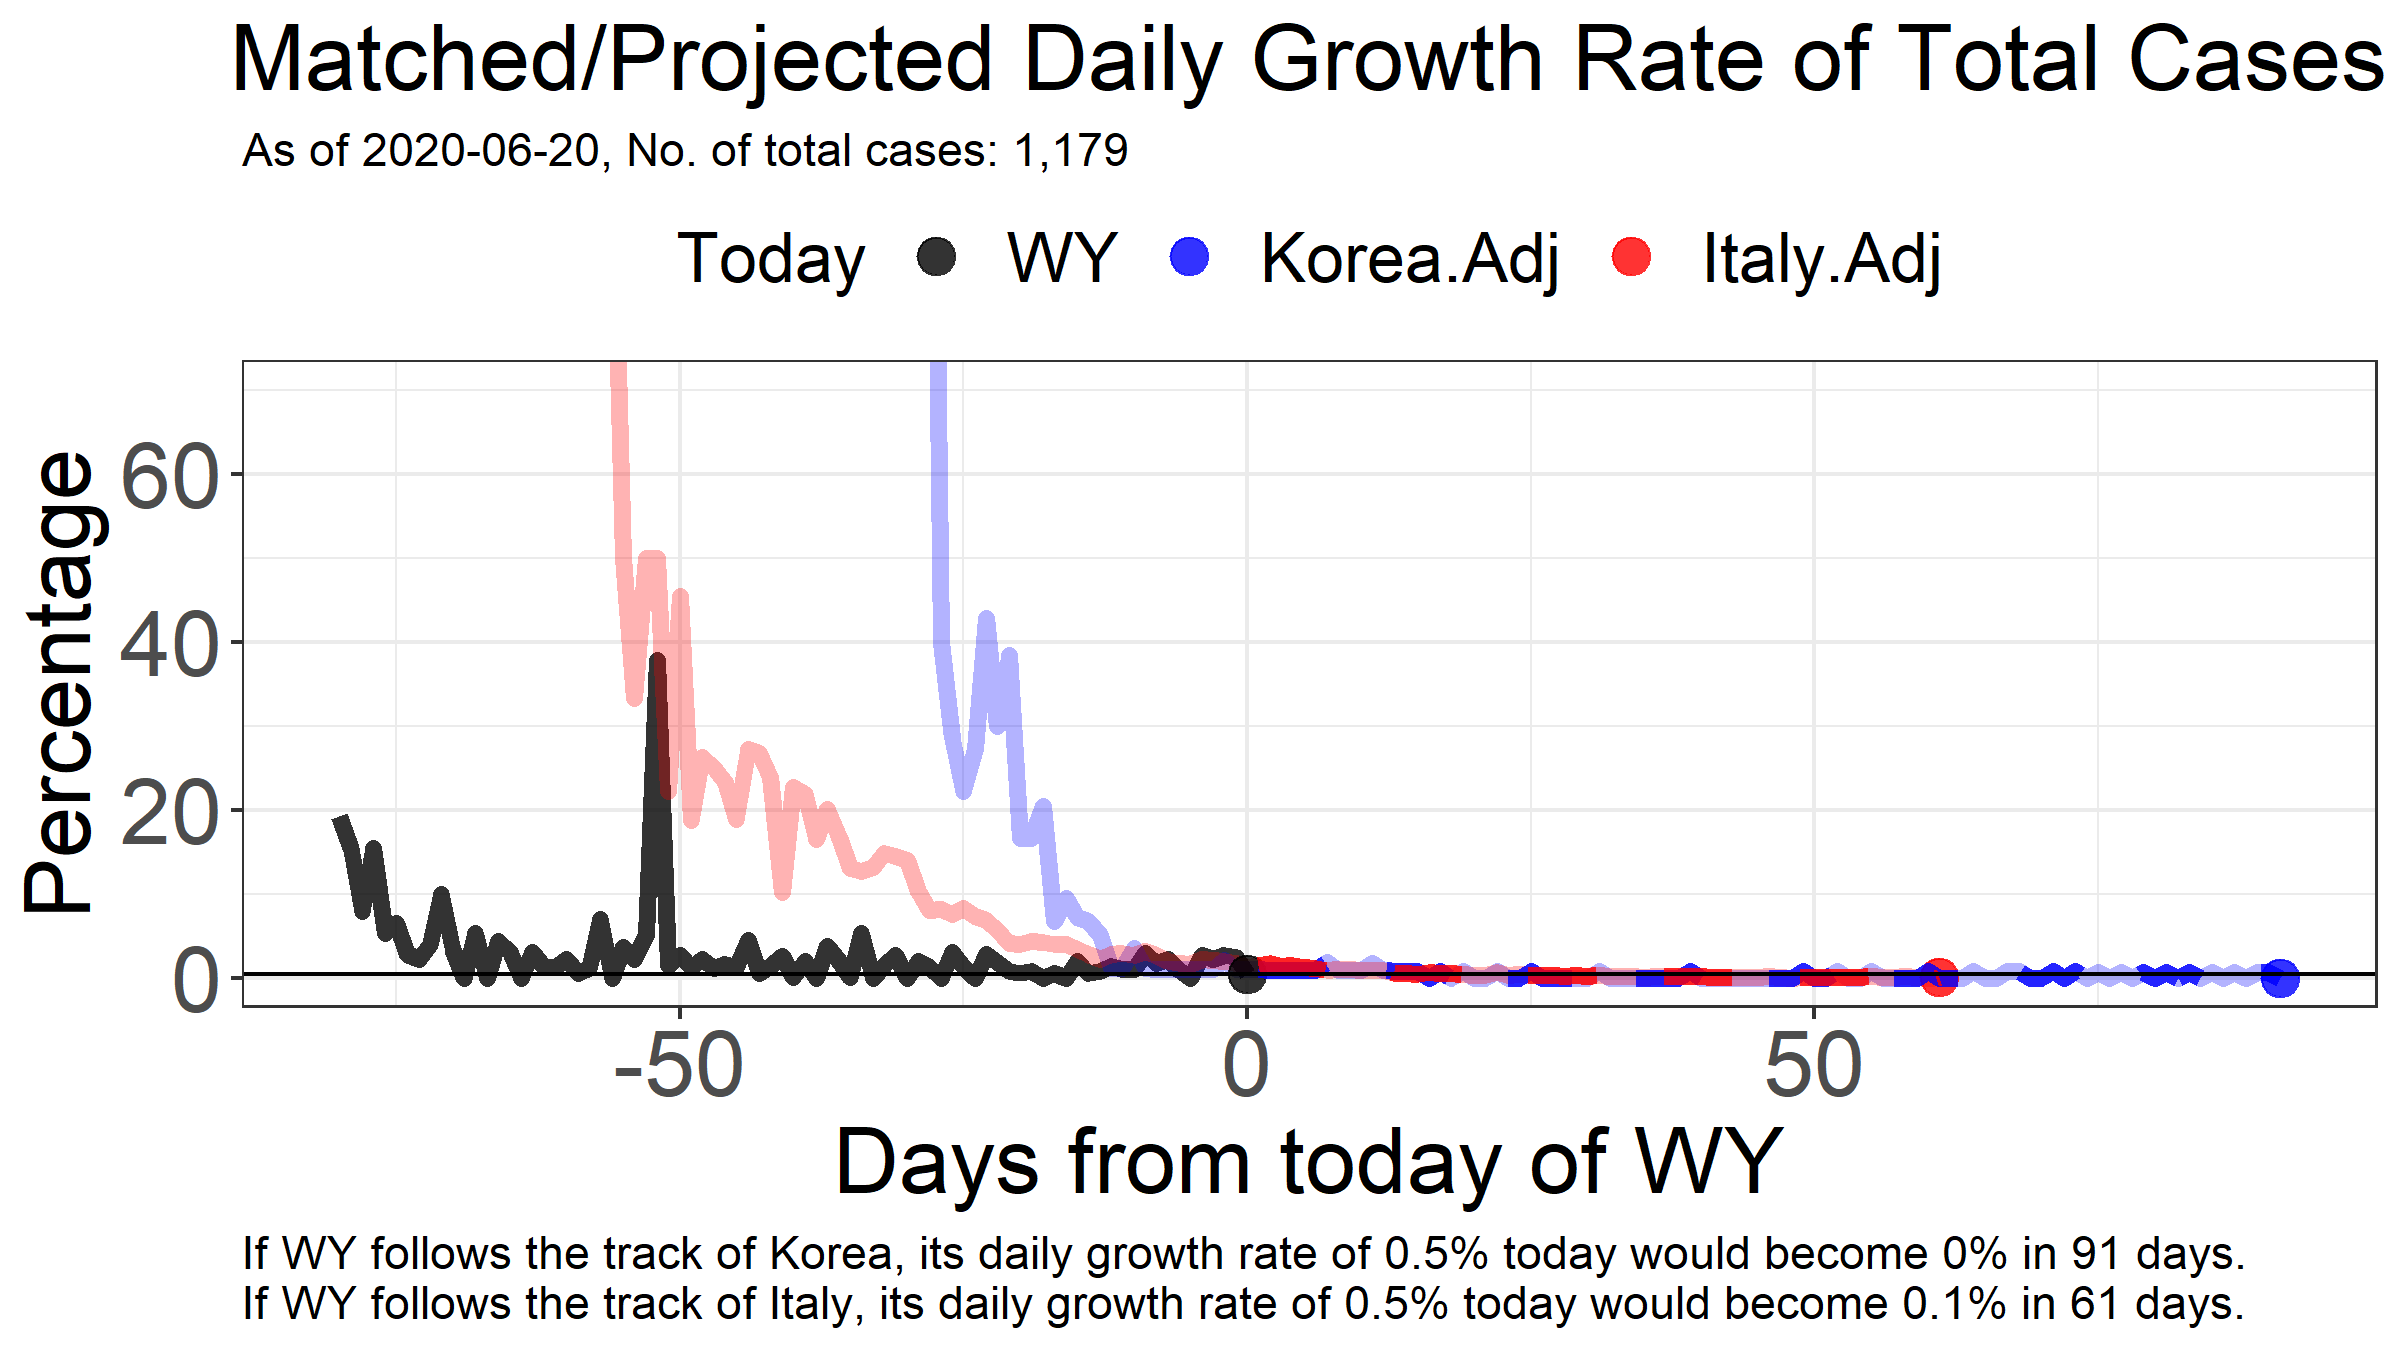 Matched/Projected Daily Growth Rate of Total Cases
As of 2020-06-20, No. of total cases: 1,179
Today WY Korea.Adj Italy.Adj
Percentage
60
40
20
0
-50 0 50
Days from today of WY
If WY follows the track of Korea, its daily growth rate of 0.5% today would become 0% in 91 days.
If WY follows the track of Italy, its daily growth rate of 0.5% today would become 0.1% in 61 days.